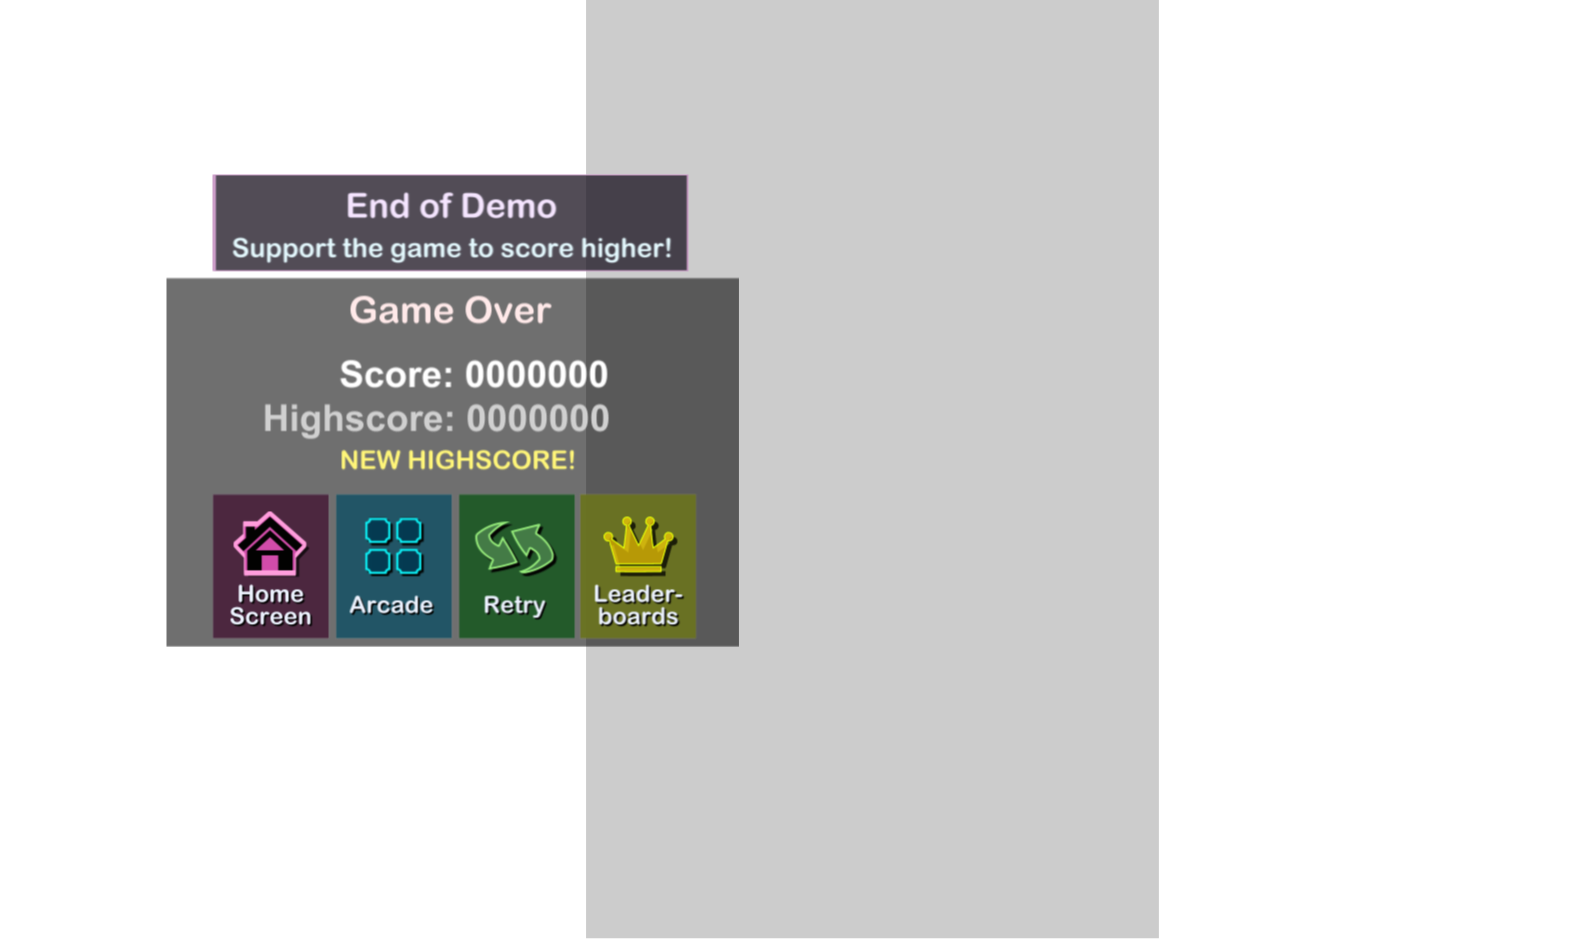 End of Demo
Support the game to score higher!
Game Over
Score: 0000000
Highscore: 0000000
NEW HIGHSCORE!
Home
Screen
Arcade
Retry
Leader-
boards